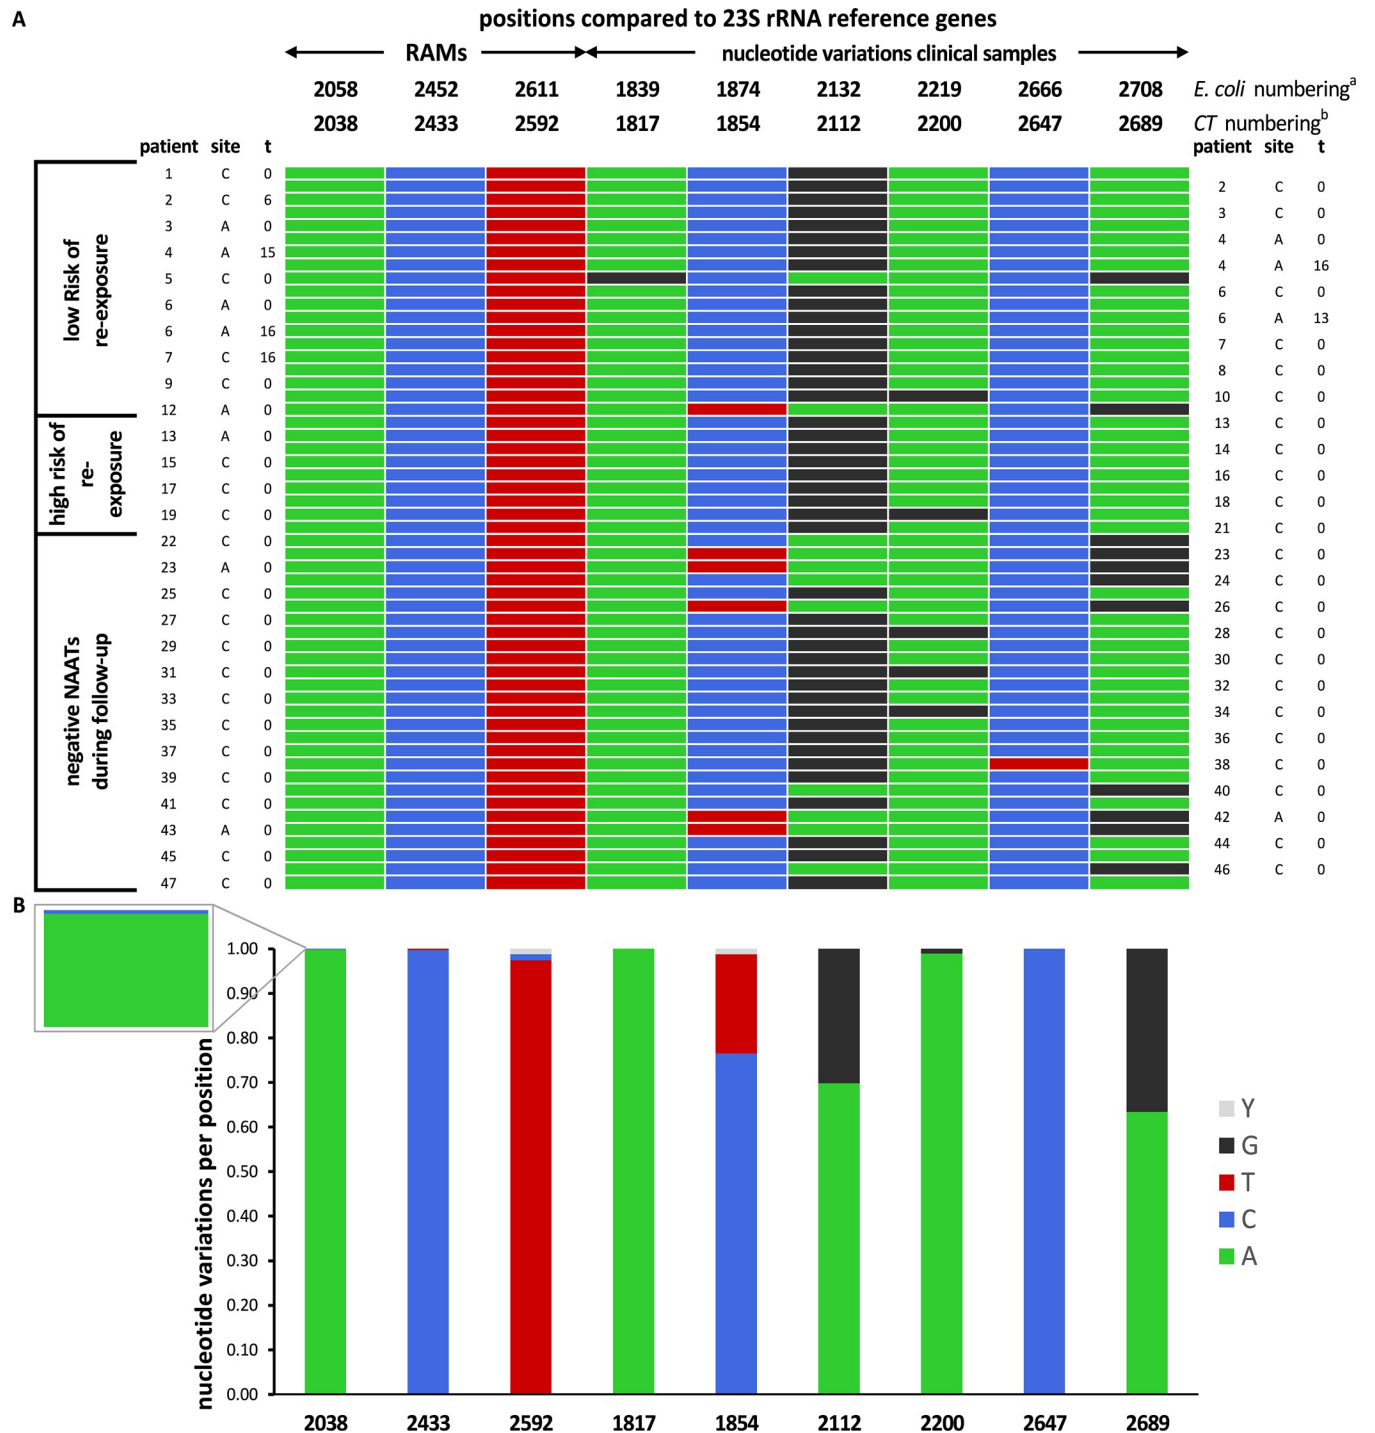 A
positions compared to 23S rRNA reference genes
RAMs nucleotide variations clinical samples
2058 2452 2611 1839 1874 2132 2219 2666 2708 E. coli numberingᵃ
2038 2433 2592 1817 1854 2112 2200 2647 2689 CT numberingᵇ
patient site t patient site t
low Risk of
re-exposure
high risk of
re-
exposure
negative NAATs
during follow-up
1 C 0
2 C 0
2 C 6
3 C 0
3 A 0
4 A 0
4 A 15
4 A 16
5 C 0
6 C 0
6 A 0
6 A 13
6 A 16
7 C 0
7 C 16
8 C 0
9 C 0
10 C 0
12 A 0
13 C 0
13 A 0
14 C 0
15 C 0
16 C 0
17 C 0
18 C 0
19 C 0
21 C 0
22 C 0
23 C 0
23 A 0
24 C 0
25 C 0
26 C 0
27 C 0
28 C 0
29 C 0
30 C 0
31 C 0
32 C 0
33 C 0
34 C 0
35 C 0
36 C 0
37 C 0
38 C 0
39 C 0
40 C 0
41 C 0
42 A 0
43 A 0
44 C 0
45 C 0
46 C 0
47 C 0
B
nucleotide variations per position
1.00
0.90
0.80
0.70
0.60
0.50
0.40
0.30
0.20
0.10
0.00
Y
G
T
C
A
2038 2433 2592 1817 1854 2112 2200 2647 2689